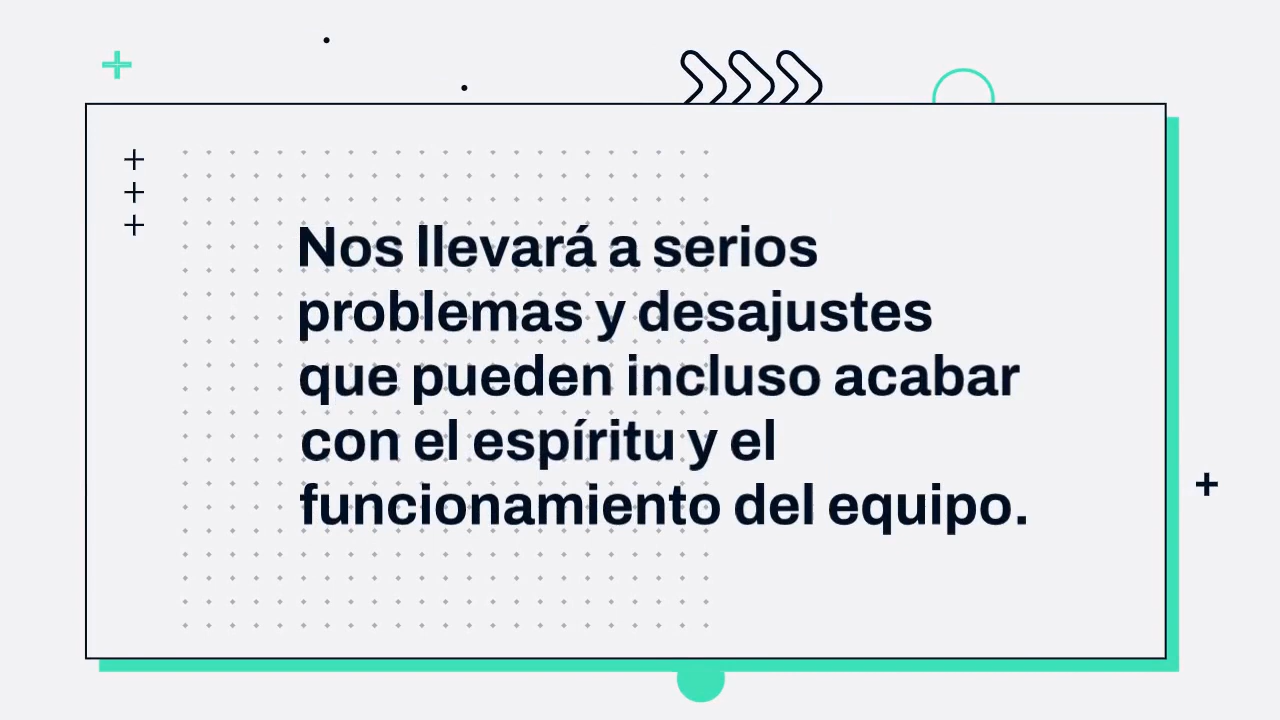 Nos llevará a serios
problemas y desajustes
que pueden incluso acabar
con el espíritu y el
funcionamiento del equipo.